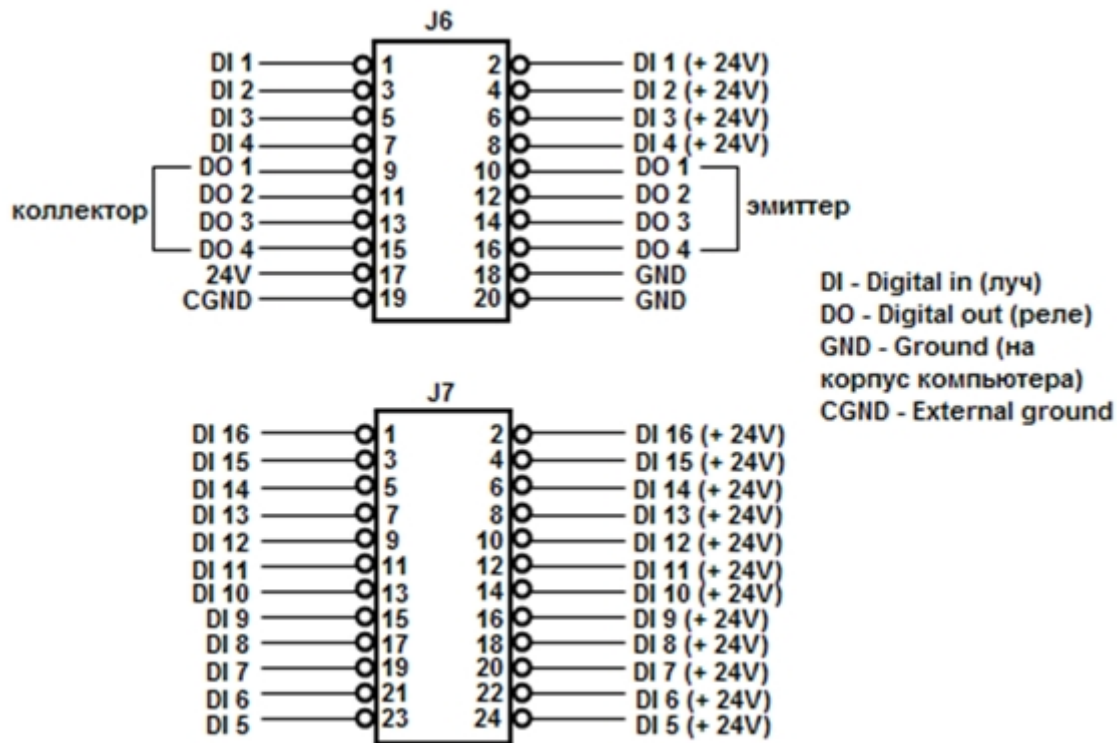 J6
DI 1 1 2 DI 1 (+ 24V)
DI 2 3 4 DI 2 (+ 24V)
DI 3 5 6 DI 3 (+ 24V)
DI 4 7 8 DI 4 (+ 24V)
DO 1 9 10 DO 1
DO 2 11 12 DO 2
коллектор эмиттер
DO 3 13 14 DO 3
DO 4 15 16 DO 4
24V 17 18 GND
CGND 19 20 GND
DI - Digital in (луч)
DO - Digital out (реле)
GND - Ground (на
корпус компьютера)
CGND - External ground
J7
DI 16 1 2 DI 16 (+ 24V)
DI 15 3 4 DI 15 (+ 24V)
DI 14 5 6 DI 14 (+ 24V)
DI 13 7 8 DI 13 (+ 24V)
DI 12 9 10 DI 12 (+ 24V)
DI 11 11 12 DI 11 (+ 24V)
DI 10 13 14 DI 10 (+ 24V)
DI 9 15 16 DI 9 (+ 24V)
DI 8 17 18 DI 8 (+ 24V)
DI 7 19 20 DI 7 (+ 24V)
DI 6 21 22 DI 6 (+ 24V)
DI 5 23 24 DI 5 (+ 24V)